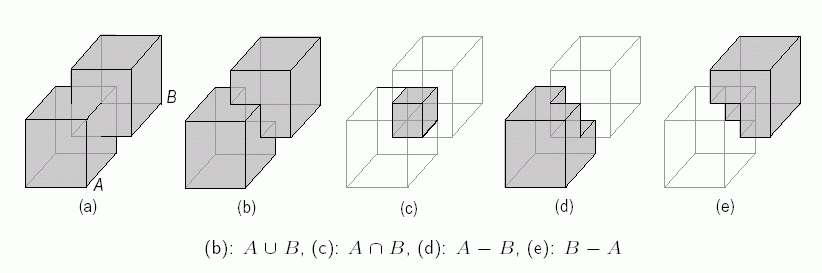 B
A
(a) (b) (c) (d) (e)
(b): A ∪ B, (c): A ∩ B, (d): A − B, (e): B − A